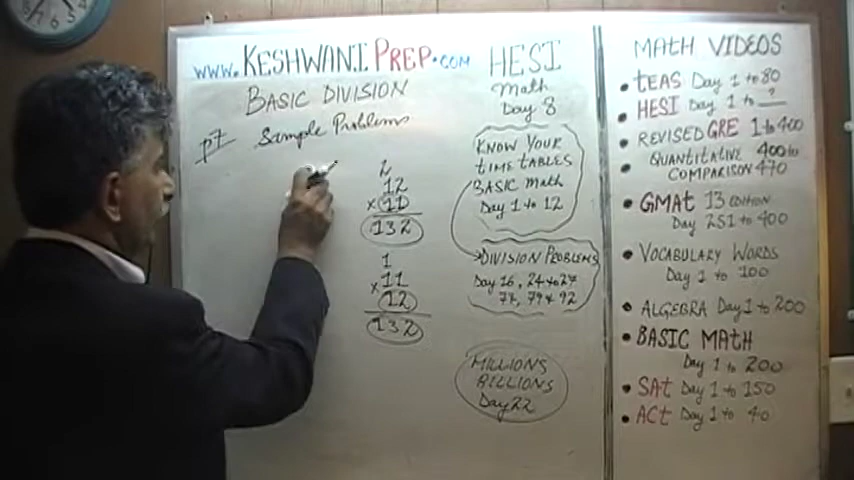 www.KESHWANIPREP.COM
BASIC DIVISION
P7 Sample Problems
2
12
x 11
132
1
x 11
12
132
HESI
Math
Day 8
KNOW YOUR
TIME TABLES
BASIC Math
Day 1 to 12
DIVISION PROBLEMS
Day 16, 24 to 27
77, 79 & 92
MILLIONS
BILLIONS
Day 22
MATH VIDEOS
• TEAS Day 1 to 80
• HESI Day 1 to ?
• REVISED GRE 1 to 400
• QUANTITATIVE 400 to
COMPARISON 470
• GMAT 13 EDITION
Day 251 to 400
• VOCABULARY WORDS
Day 1 to 100
• ALGEBRA Day 1 to 200
• BASIC MATH
Day 1 to 200
• SAT Day 1 to 150
• ACT Day 1 to 40